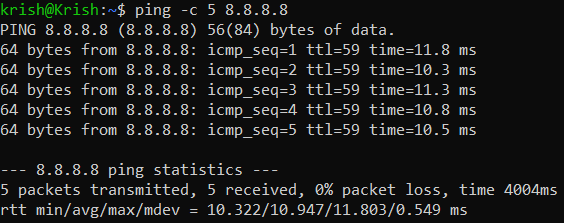 krish@Krish:~$ ping -c 5 8.8.8.8
PING 8.8.8.8 (8.8.8.8) 56(84) bytes of data.
64 bytes from 8.8.8.8: icmp_seq=1 ttl=59 time=11.8 ms
64 bytes from 8.8.8.8: icmp_seq=2 ttl=59 time=10.3 ms
64 bytes from 8.8.8.8: icmp_seq=3 ttl=59 time=11.3 ms
64 bytes from 8.8.8.8: icmp_seq=4 ttl=59 time=10.8 ms
64 bytes from 8.8.8.8: icmp_seq=5 ttl=59 time=10.5 ms

--- 8.8.8.8 ping statistics ---
5 packets transmitted, 5 received, 0% packet loss, time 4004ms
rtt min/avg/max/mdev = 10.322/10.947/11.803/0.549 ms